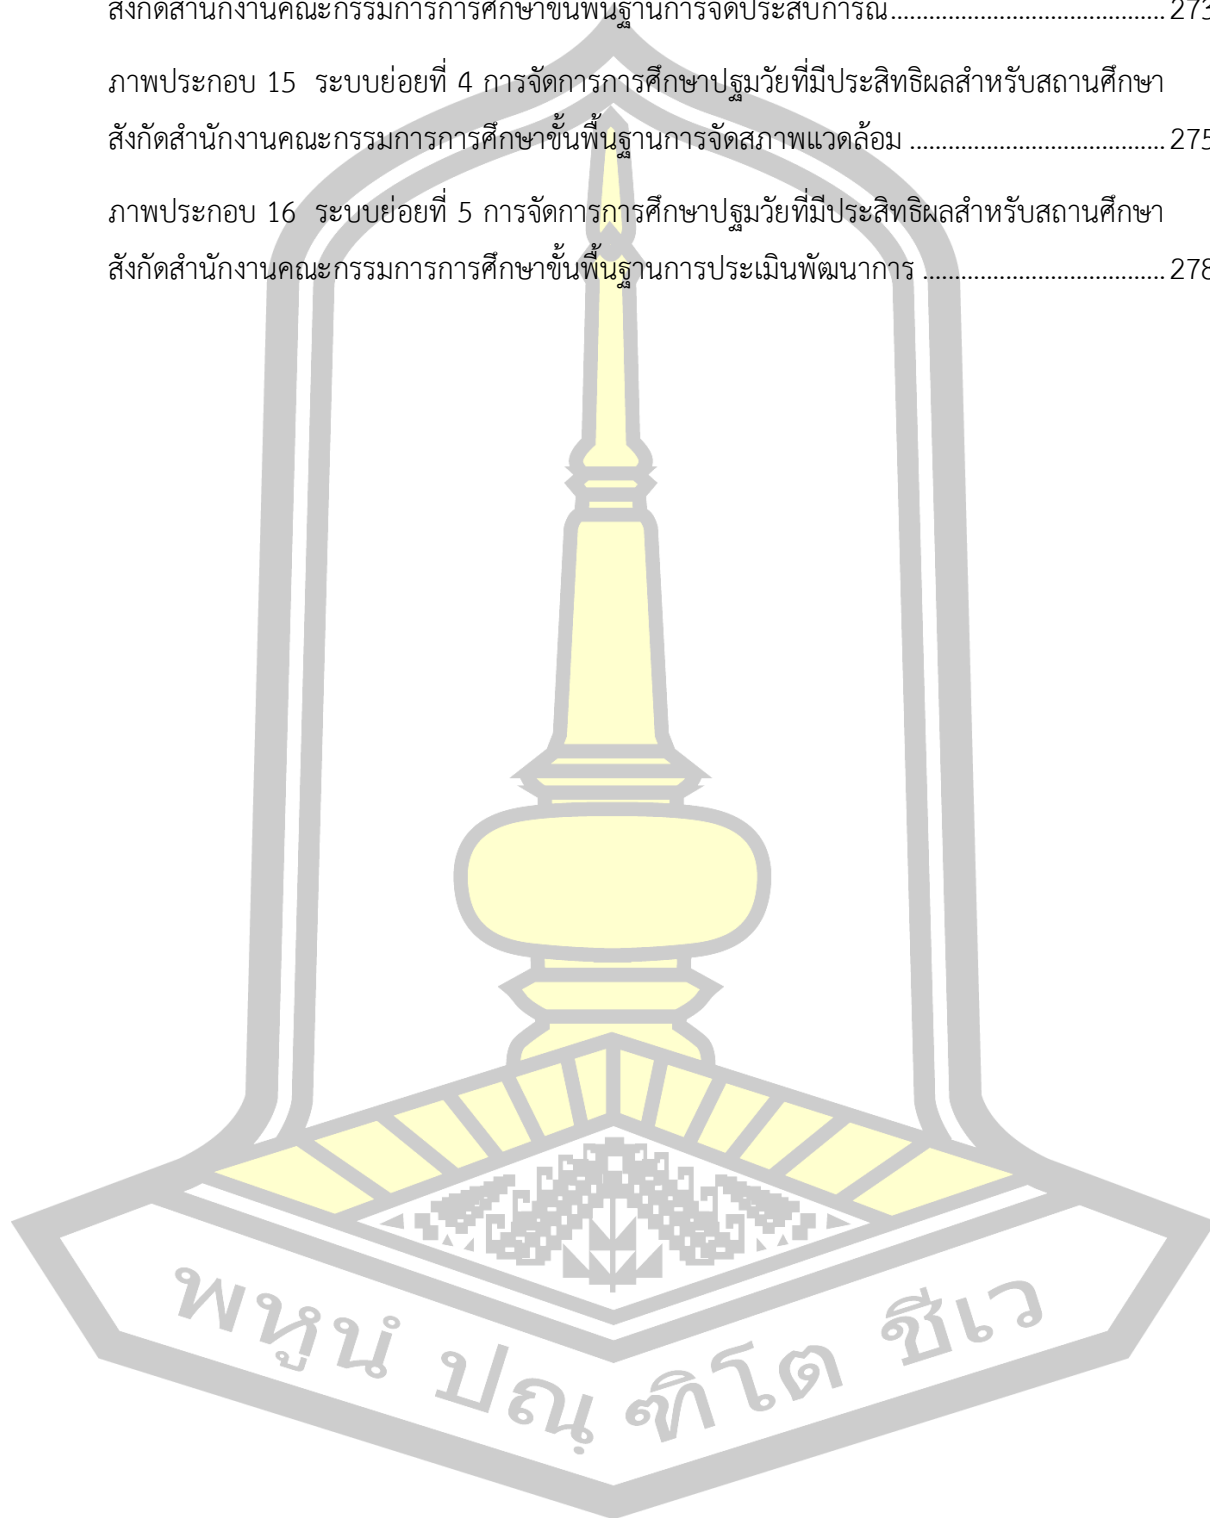 สังกัดสำนักงานคณะกรรมการการศึกษาขั้นพื้นฐานการจัดประสบการณ์ .......................................... 273
ภาพประกอบ 15 ระบบย่อยที่ 4 การจัดการการศึกษาปฐมวัยที่มีประสิทธิผลสำหรับสถานศึกษา
สังกัดสำนักงานคณะกรรมการการศึกษาขั้นพื้นฐานการจัดสภาพแวดล้อม ....................................... 275
ภาพประกอบ 16 ระบบย่อยที่ 5 การจัดการการศึกษาปฐมวัยที่มีประสิทธิผลสำหรับสถานศึกษา
สังกัดสำนักงานคณะกรรมการการศึกษาขั้นพื้นฐานการประเมินพัฒนาการ ..................................... 278
พหูนํ ปณฺ ฑิโต ชีเว